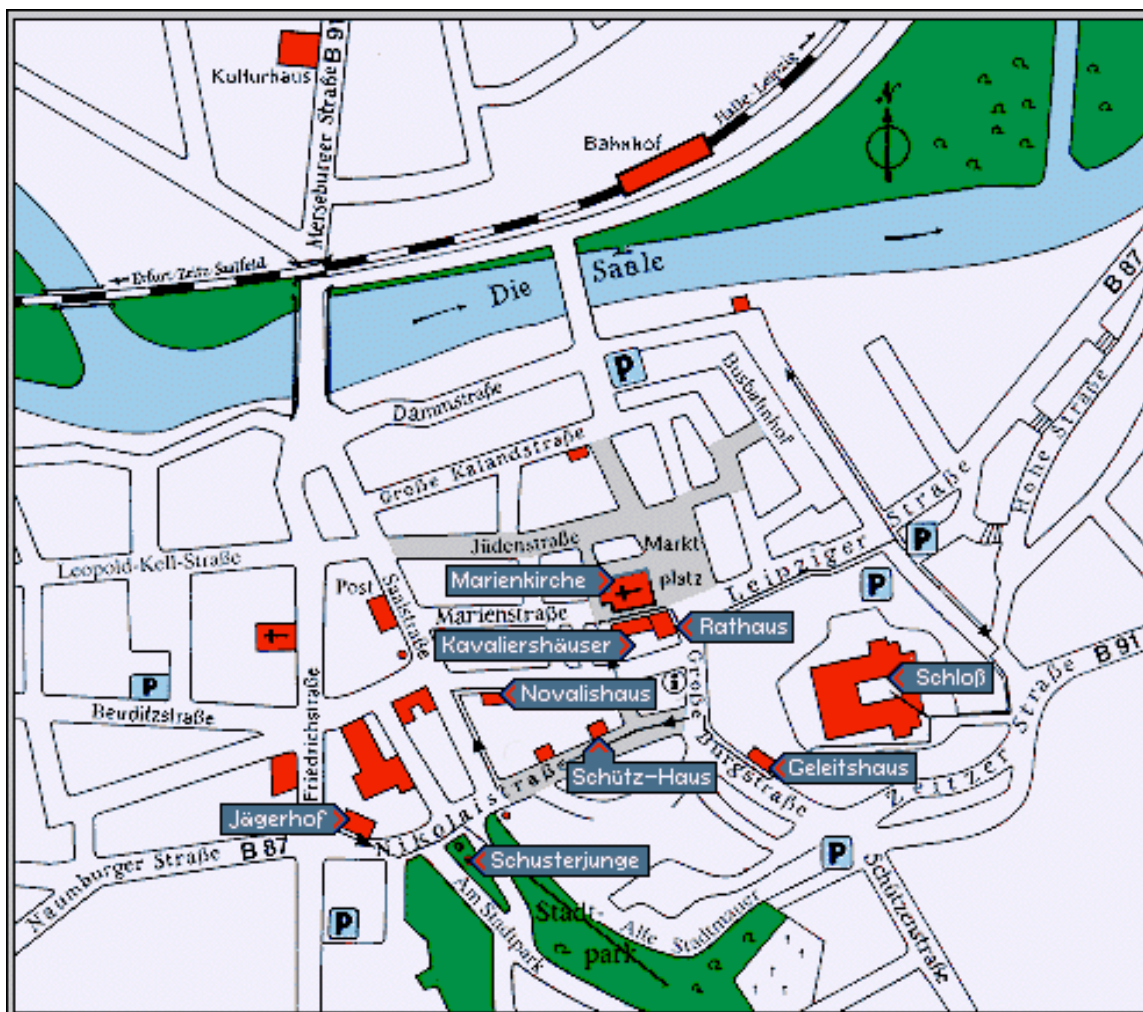 B 91
Kulturhaus
Merseburger Straße
Halle-Leipzig
N
Bahnhof
Erfurt Zeitz Saalfeld
Die Saale
B 87
P
Busbahnhof
Dammstraße
Große Kalandstraße
Hohe Straße
Leipziger Straße
P
Jüdenstraße
Markt
platz
Leopold-Kell-Straße
Marienkirche
P
Post
Saalstraße
Marienstraße
Rathaus
Kavaliershäuser
B 91
Schloß
i
Novalishaus
P
Beuditzstraße
Friedrichstraße
Große Burgstraße
Schütz-Haus
Geleitshaus
Zeitzer Straße
Jägerhof
Nikolaistraße
Naumburger Straße B 87
Schusterjunge
P
Am Stadtpark
Stadt-
park
Alte Stadtmauer
Schützenstraße
P